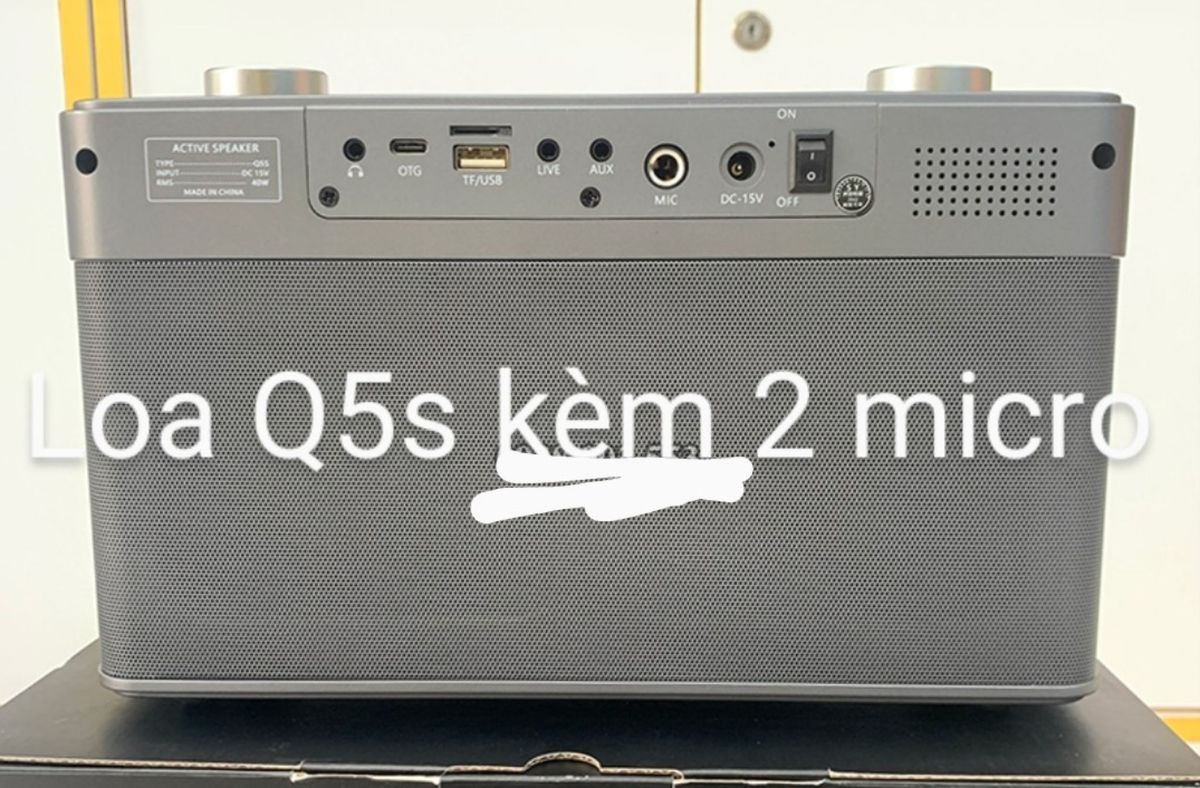 ACTIVE SPEAKER
TYPE Q5S
INPUT DC 15V
RMS 40W
MADE IN CHINA
OTG
TF/USB
LIVE
AUX
MIC
DC-15V
ON
OFF
Loa Q5s kèm 2 micro